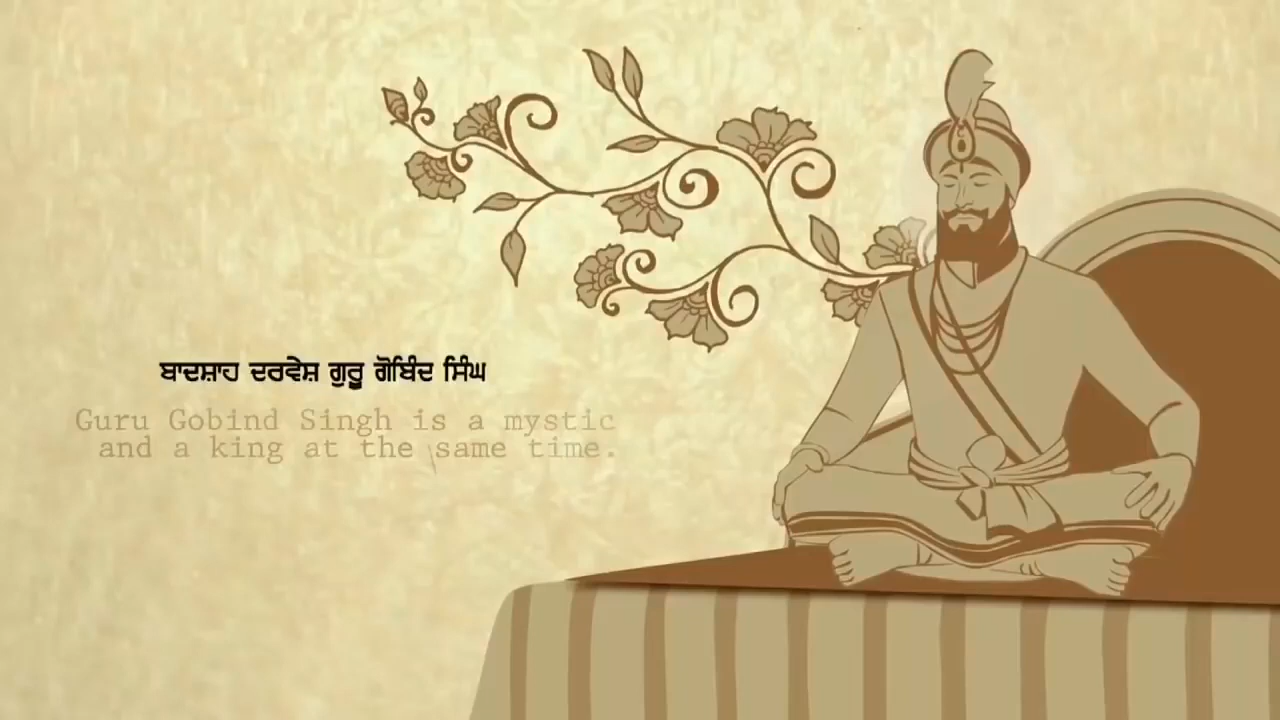 ਬਾਦਸ਼ਾਹ ਦਰਵੇਸ਼ ਗੁਰੂ ਗੋਬਿੰਦ ਸਿੰਘ
Guru Gobind Singh is a mystic
and a king at the same time.